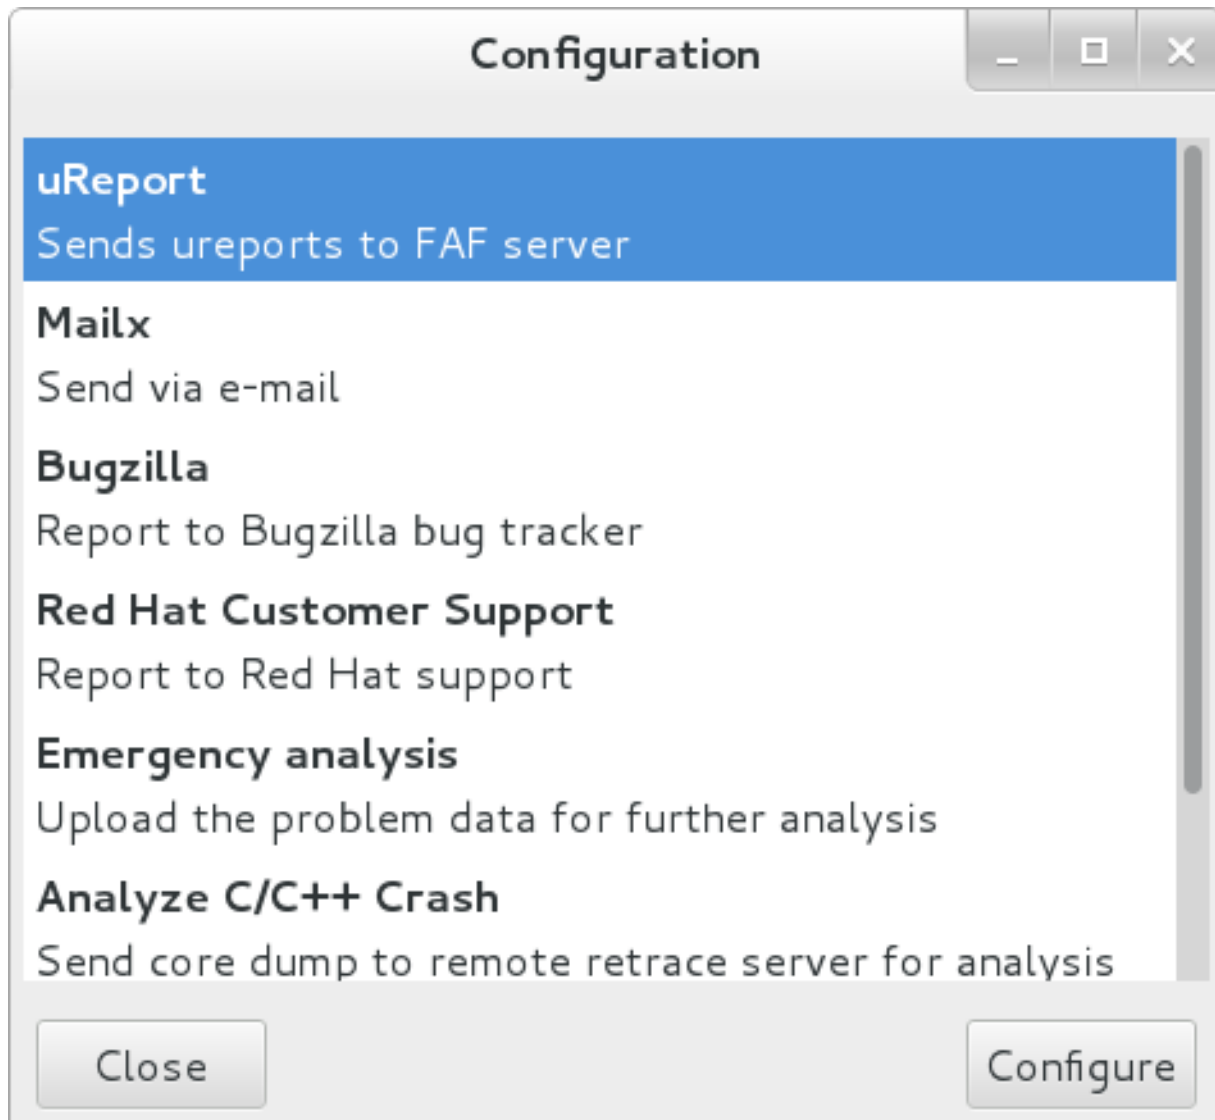 Configuration
uReport
Sends ureports to FAF server
Mailx
Send via e-mail
Bugzilla
Report to Bugzilla bug tracker
Red Hat Customer Support
Report to Red Hat support
Emergency analysis
Upload the problem data for further analysis
Analyze C/C++ Crash
Send core dump to remote retrace server for analysis
Close
Configure